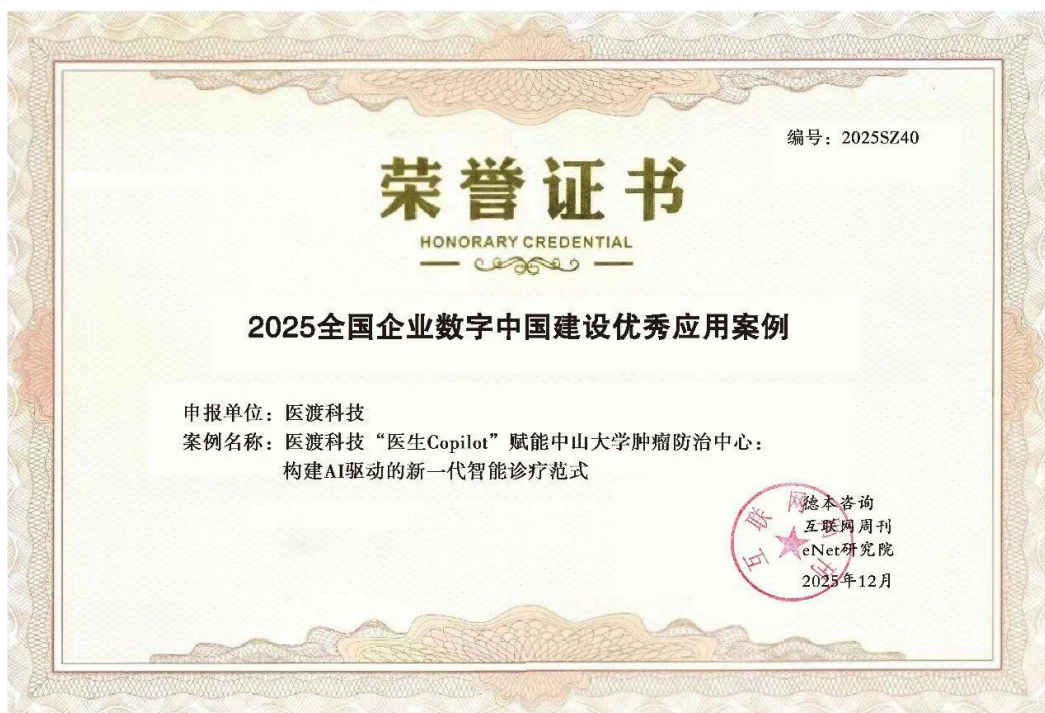 编号：2025SZ40
荣誉证书
HONORARY CREDENTIAL
2025全国企业数字中国建设优秀应用案例
申报单位：医渡科技
案例名称：医渡科技“医生Copilot”赋能中山大学肿瘤防治中心：
构建AI驱动的新一代智能诊疗范式
德本咨询
互联网周刊
eNet研究院
2025年12月
互联网周刊